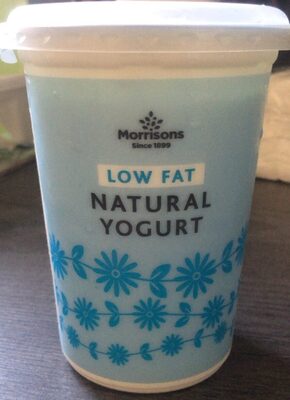 Morrisons
Since 1899
LOW FAT
NATURAL
YOGURT